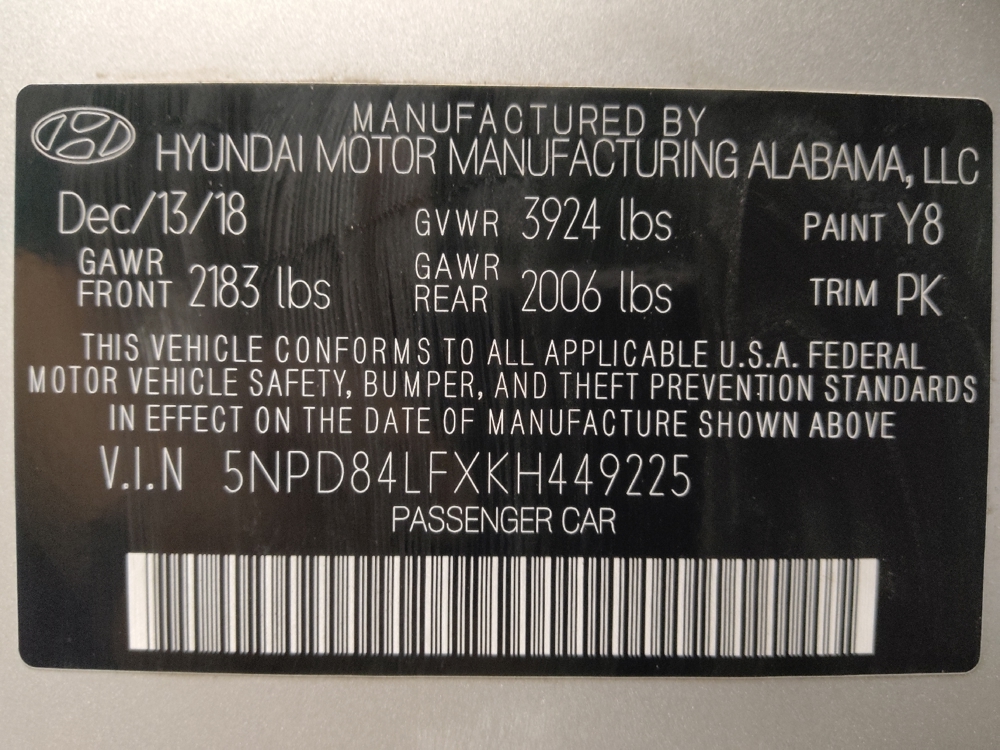 MANUFACTURED BY
HYUNDAI MOTOR MANUFACTURING ALABAMA, LLC
Dec/13/18 GVWR 3924 lbs PAINT Y8
GAWR FRONT 2183 lbs GAWR REAR 2006 lbs TRIM PK
THIS VEHICLE CONFORMS TO ALL APPLICABLE U.S.A. FEDERAL
MOTOR VEHICLE SAFETY, BUMPER, AND THEFT PREVENTION STANDARDS
IN EFFECT ON THE DATE OF MANUFACTURE SHOWN ABOVE
V.I.N 5NPD84LFXKH449225
PASSENGER CAR